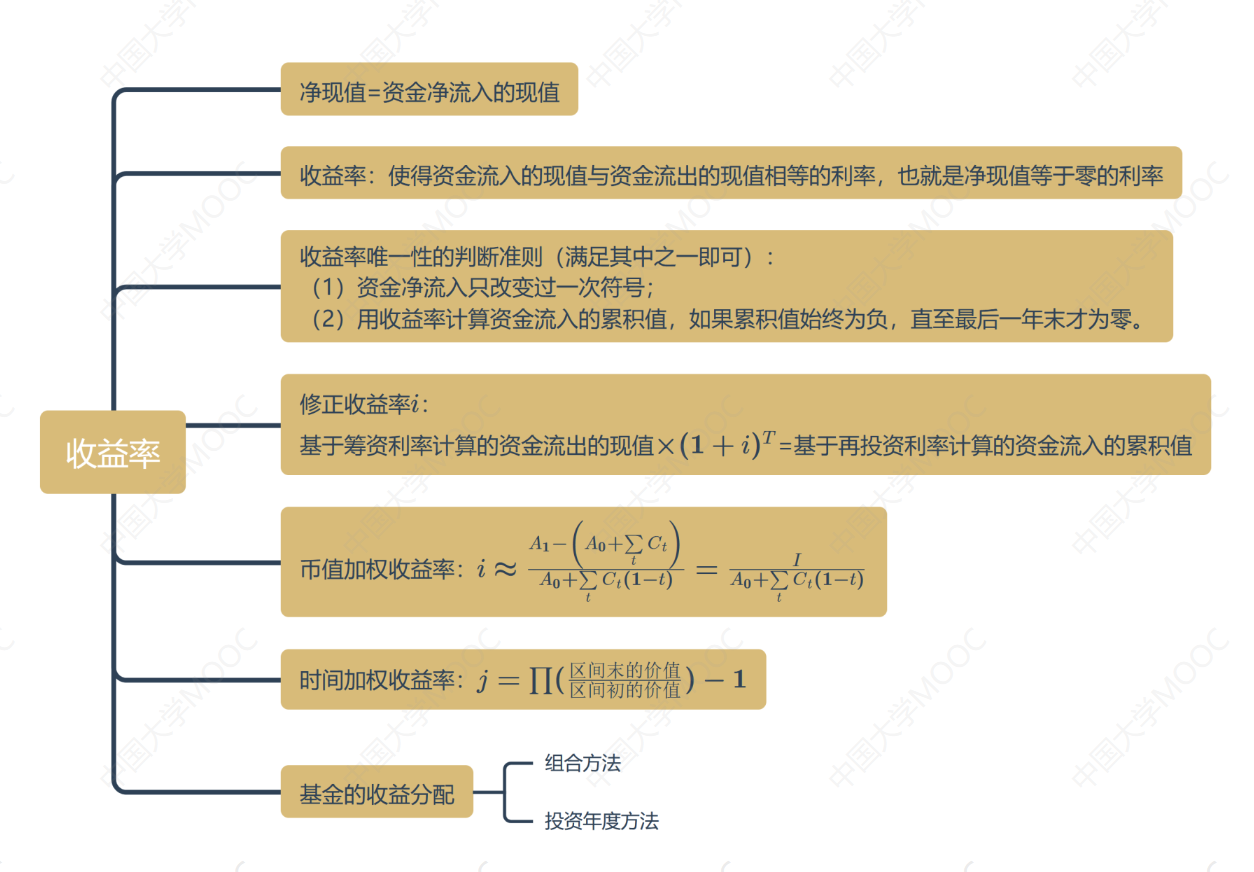 净现值=资金净流入的现值
收益率：使得资金流入的现值与资金流出的现值相等的利率，也就是净现值等于零的利率
收益率唯一性的判断准则（满足其中之一即可）：
（1）资金净流入只改变过一次符号；
（2）用收益率计算资金流入的累积值，如果累积值始终为负，直至最后一年末才为零。
收益率
修正收益率i：
基于筹资利率计算的资金流出的现值×(1 + i)^T=基于再投资利率计算的资金流入的累积值
币值加权收益率：i ≈ \frac{A_1-(A_0+\sum_t C_t)}{A_0+\sum_t C_t(1-t)} = \frac{I}{A_0+\sum_t C_t(1-t)}
时间加权收益率：j = ∏(\frac{区间末的价值}{区间初的价值}) − 1
基金的收益分配
组合方法
投资年度方法
中国大学MOOC